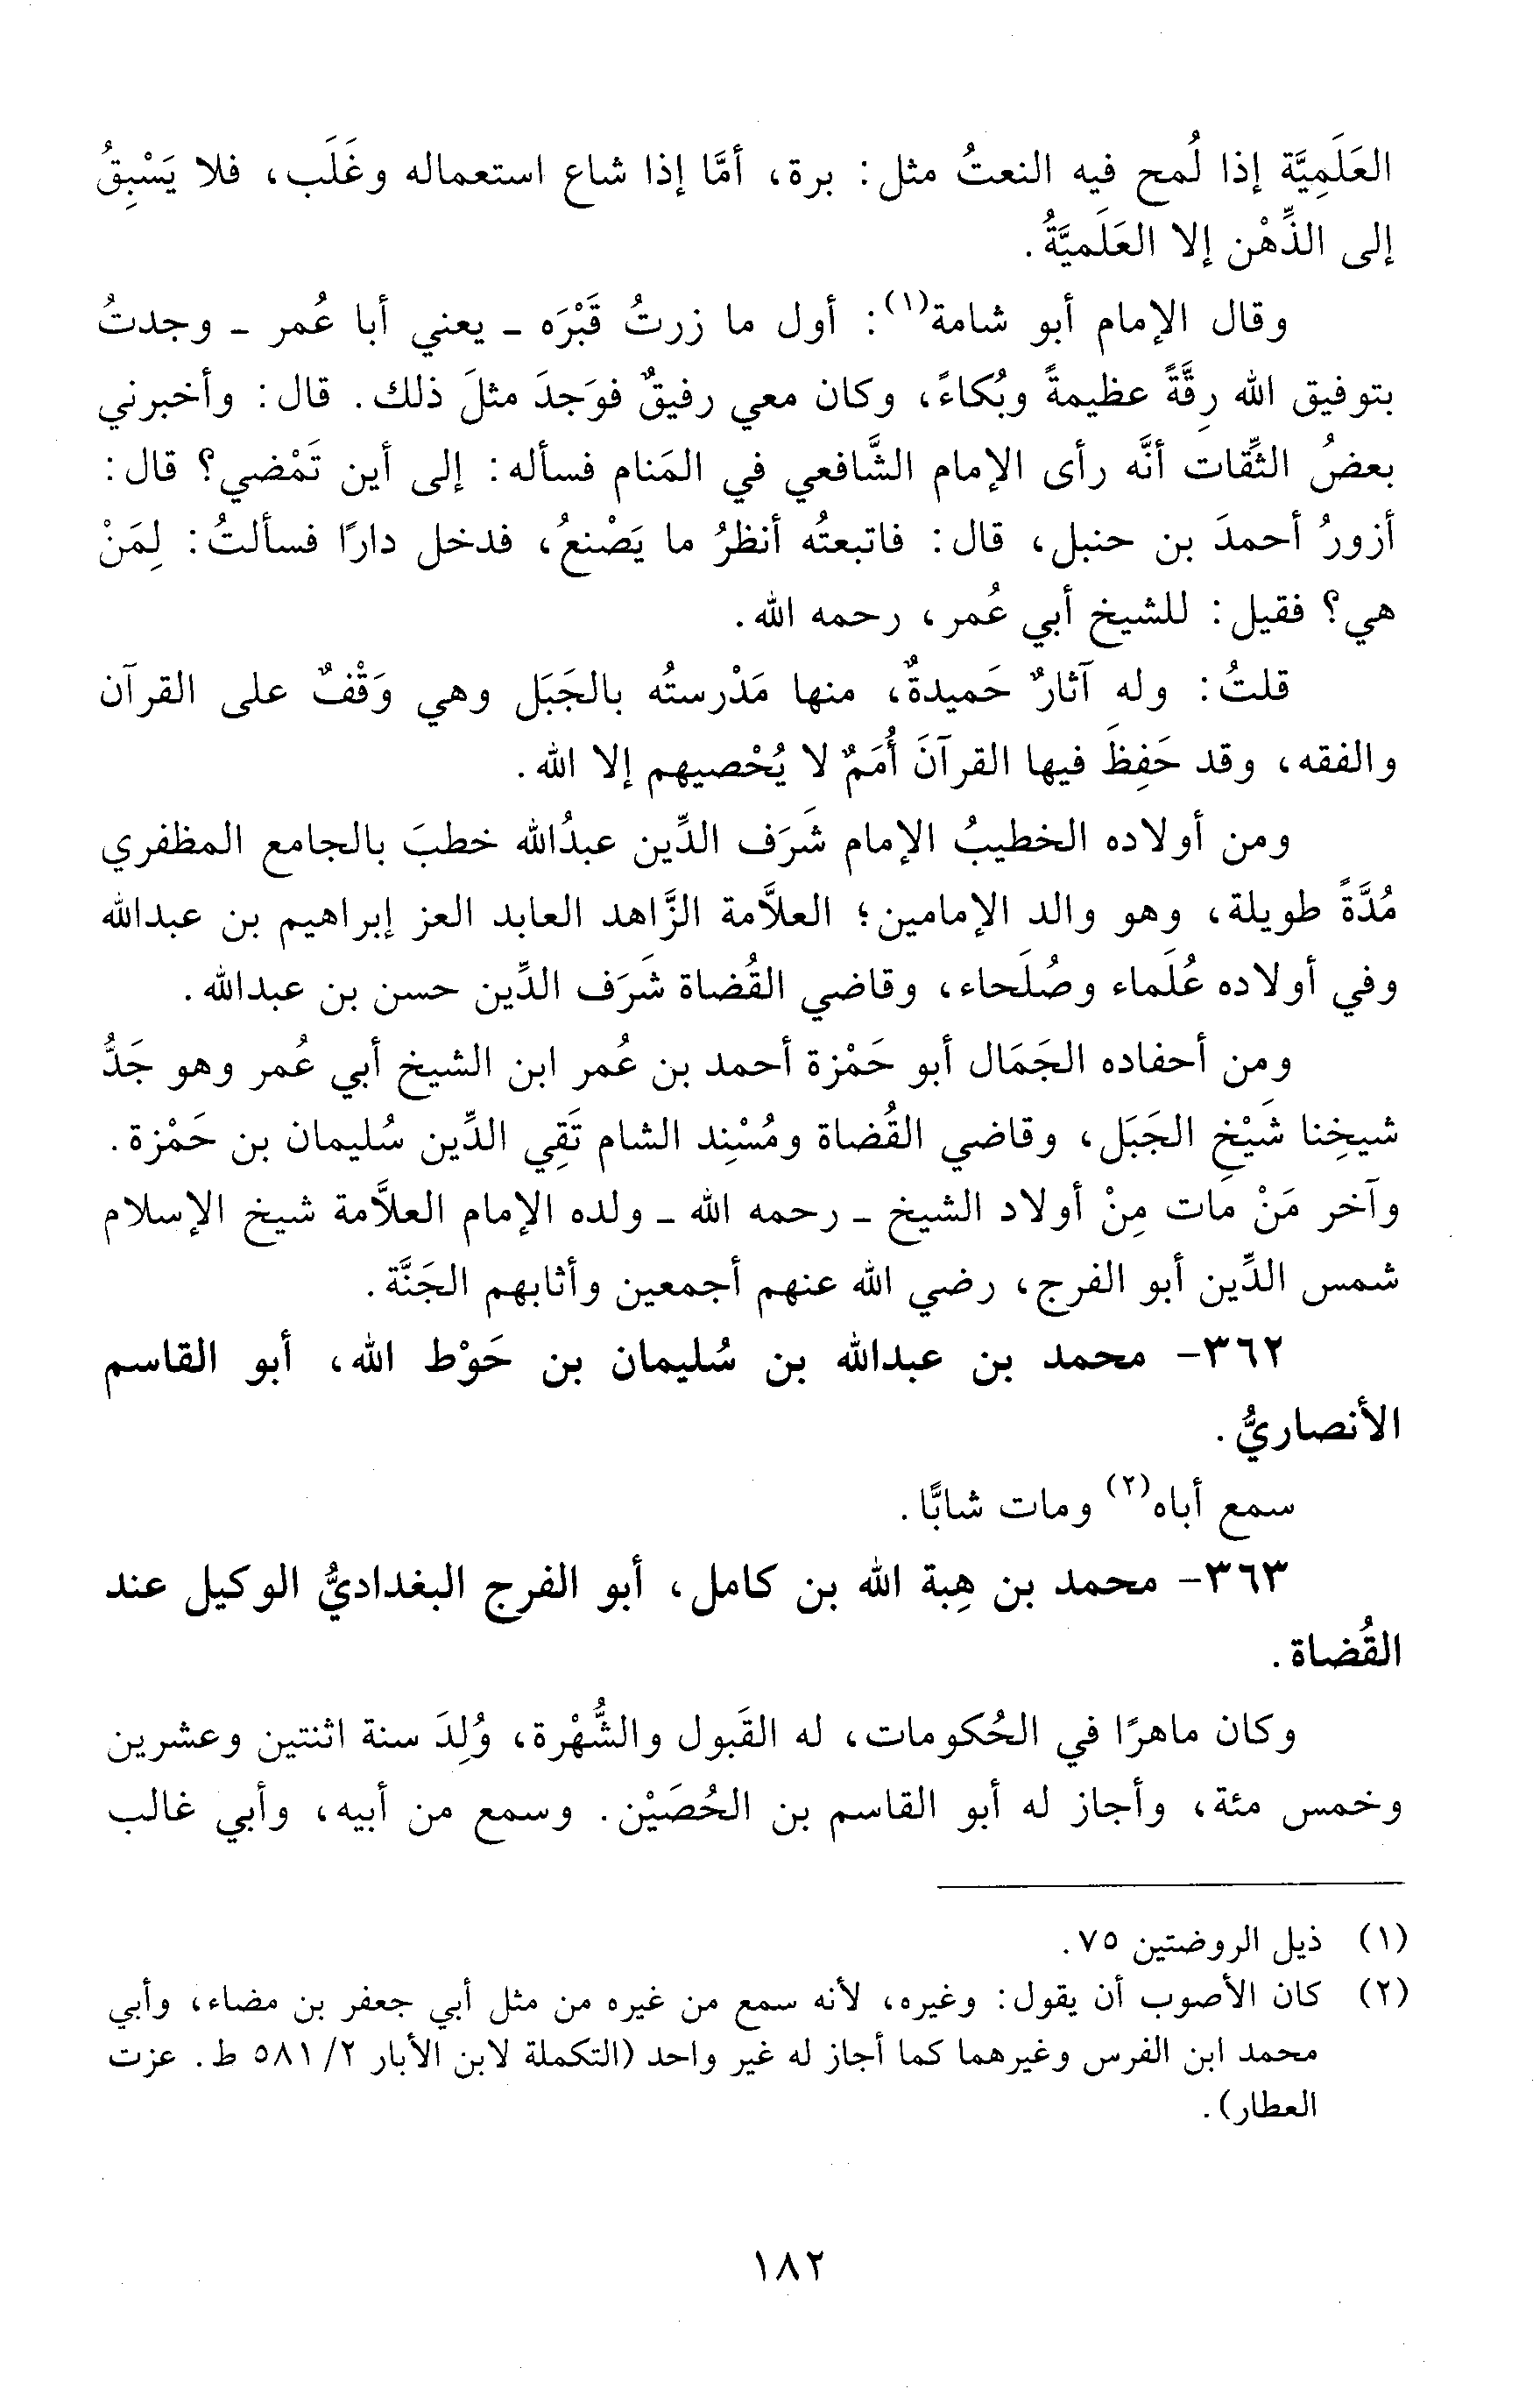 العَلَمِيَّة إذا لُمح فيه النعتُ مثل: برة، أمَّا إذا شاع استعماله وغَلَب، فلا يَسْبِقُ
إلى الذِّهْن إلا العَلَميَّةُ.
وقال الإمام أبو شامة(١): أول ما زرتُ قَبْرَه - يعني أبا عُمر - وجدتُ
بتوفيق الله رِقَّةً عظيمةً وبُكاءً، وكان معي رفيقٌ فوَجدَ مثلَ ذلك. قال: وأخبرني
بعضُ الثِّقات أنَّه رأى الإمام الشَّافعي في المَنام فسأله: إلى أين تَمْضي؟ قال:
أزورُ أحمدَ بن حنبل، قال: فاتبعتُه أنظرُ ما يَصْنعُ، فدخل دارًا فسألتُ: لِمَنْ
هي؟ فقيل: للشيخ أبي عُمر، رحمه الله.
قلتُ: وله آثارٌ حَميدةٌ، منها مَدْرستُه بالجَبَل وهي وَقْفٌ على القرآن
والفقه، وقد حَفِظَ فيها القرآنَ أُمَمٌ لا يُحْصيهم إلا الله.
ومن أولاده الخطيبُ الإمام شَرَف الدِّين عبدُالله خطبَ بالجامع المظفري
مُدَّةً طويلة، وهو والد الإمامين؛ العلاَّمة الزَّاهد العابد العز إبراهيم بن عبدالله
وفي أولاده عُلَماء وصُلَحاء، وقاضي القُضاة شَرَف الدِّين حسن بن عبدالله.
ومن أحفاده الجَمَال أبو حَمْزة أحمد بن عُمر ابن الشيخ أبي عُمر وهو جَدُّ
شيخِنا شَيْخِ الجَبَل، وقاضي القُضاة ومُسْنِد الشام تَقِي الدِّين سُليمان بن حَمْزة.
وآخر مَنْ مات مِنْ أولاد الشيخ - رحمه الله - ولده الإمام العلاَّمة شيخ الإسلام
شمس الدِّين أبو الفرج، رضي الله عنهم أجمعين وأثابهم الجَنَّة.
٣٦٢- محمد بن عبدالله بن سُليمان بن حَوْط الله، أبو القاسم
الأنصاريُّ.
سمع أباه(٢) ومات شابًّا.
٣٦٣- محمد بن هِبة الله بن كامل، أبو الفرج البغداديُّ الوكيل عند
القُضاة.
وكان ماهرًا في الحُكومات، له القَبول والشُّهْرة، وُلِدَ سنة اثنتين وعشرين
وخمس مئة، وأجاز له أبو القاسم بن الحُصَيْن. وسمع من أبيه، وأبي غالب
(١) ذيل الروضتين ٧٥.
(٢) كان الأصوب أن يقول: وغيره، لأنه سمع من غيره من مثل أبي جعفر بن مضاء، وأبي
محمد ابن الفرس وغيرهما كما أجاز له غير واحد (التكملة لابن الأبار ٢/ ٥٨١ ط. عزت
العطار).
١٨٢